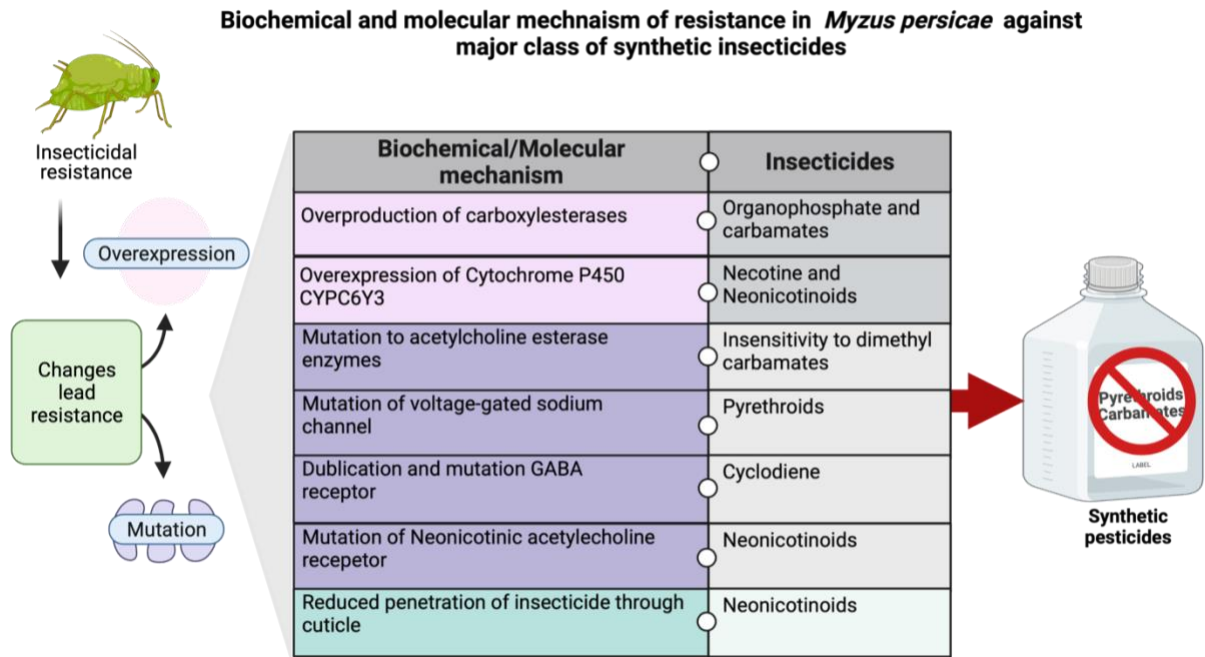 Biochemical and molecular mechnaism of resistance in Myzus persicae against
major class of synthetic insecticides
Insecticidal
resistance
Overexpression
Changes
lead
resistance
Mutation
Biochemical/Molecular
mechanism
Insecticides
Overproduction of carboxylesterases
Organophosphate and
carbamates
Overexpression of Cytochrome P450
CYPC6Y3
Necotine and
Neonicotinoids
Mutation to acetylcholine esterase
enzymes
Insensitivity to dimethyl
carbamates
Mutation of voltage-gated sodium
channel
Pyrethroids
Dublication and mutation GABA
receptor
Cyclodiene
Mutation of Neonicotinic acetylecholine
recepetor
Neonicotinoids
Reduced penetration of insecticide through
cuticle
Neonicotinoids
Pyrethroids
Carbamates
LABEL
Synthetic
pesticides